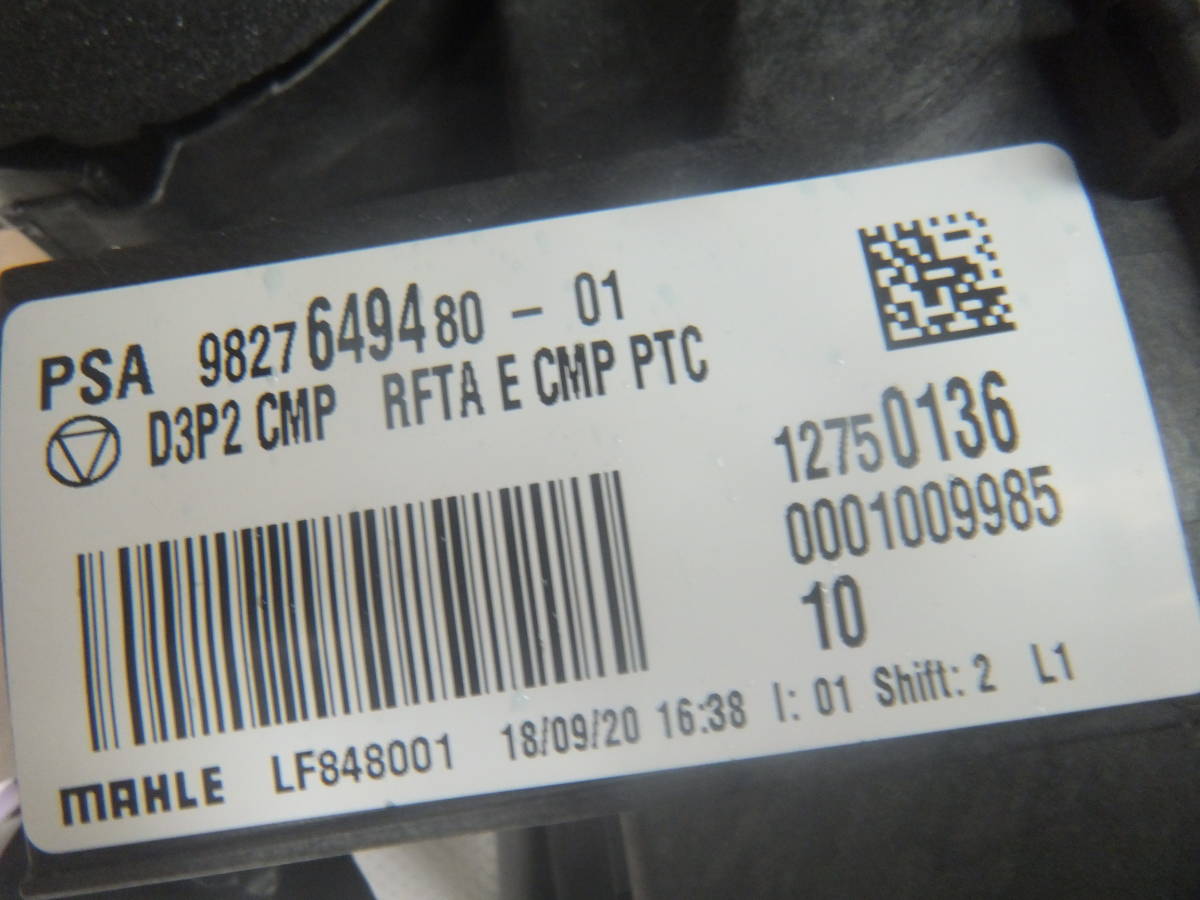 PSA 9827649480 - 01
D3P2 CMP RFTA E CMP PTC
12750136
0001009985
10
MAHLE LF848001 18/09/20 16:38 I: 01 Shift: 2 L1